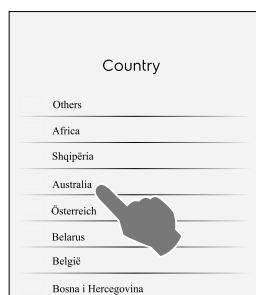 Country
Others
Africa
Shqipëria
Australia
Österreich
Belarus
België
Bosna i Hercegovina